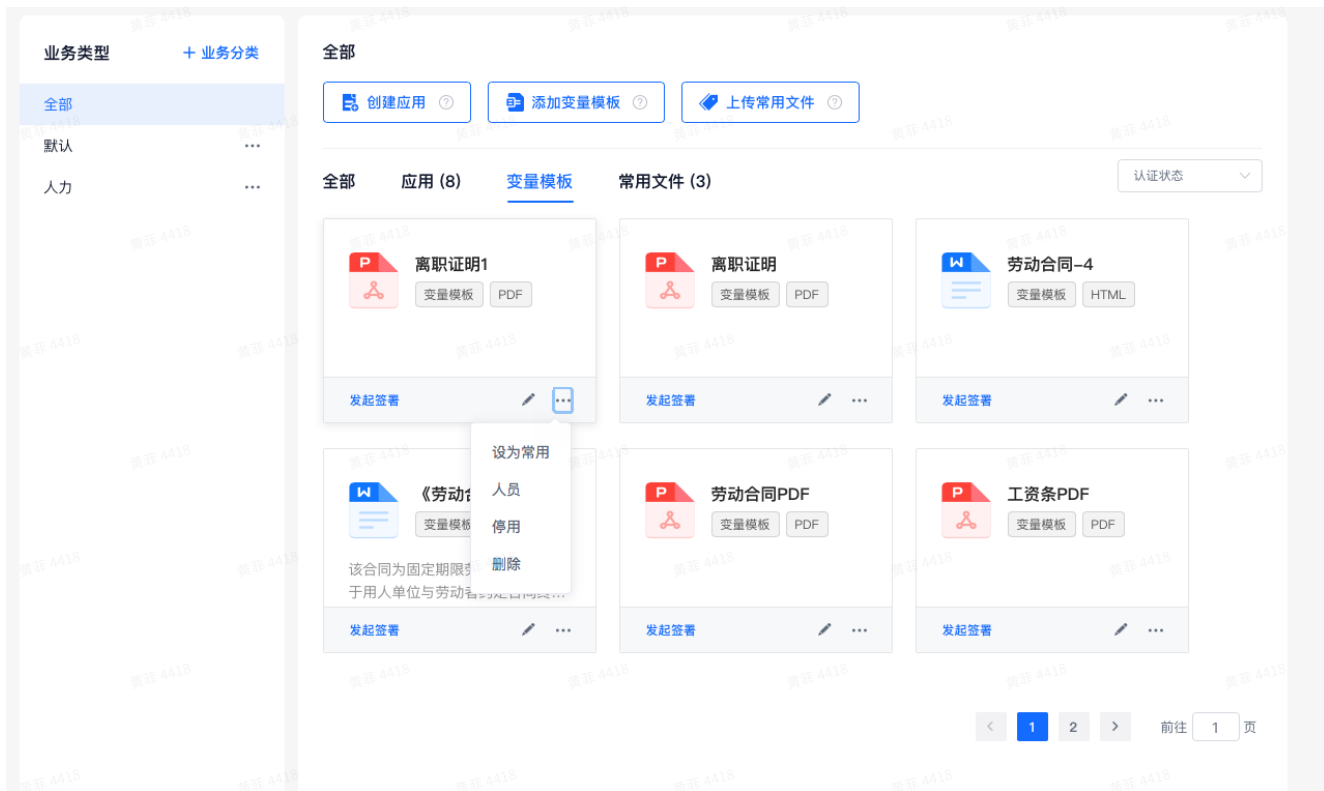 业务类型
+ 业务分类
全部
默认
人力
全部
创建应用
添加变量模板
上传常用文件
全部 应用 (8) 变量模板 常用文件 (3)
认证状态
离职证明1
变量模板 PDF
发起签署
离职证明
变量模板 PDF
发起签署
劳动合同-4
变量模板 HTML
发起签署
设为常用
人员
停用
删除
《劳动
变量模板
该合同为固定期限
于用人单位与劳动者
发起签署
劳动合同PDF
变量模板 PDF
发起签署
工资条PDF
变量模板 PDF
发起签署
< 1 2 > 前往 1 页
黄菲 4418